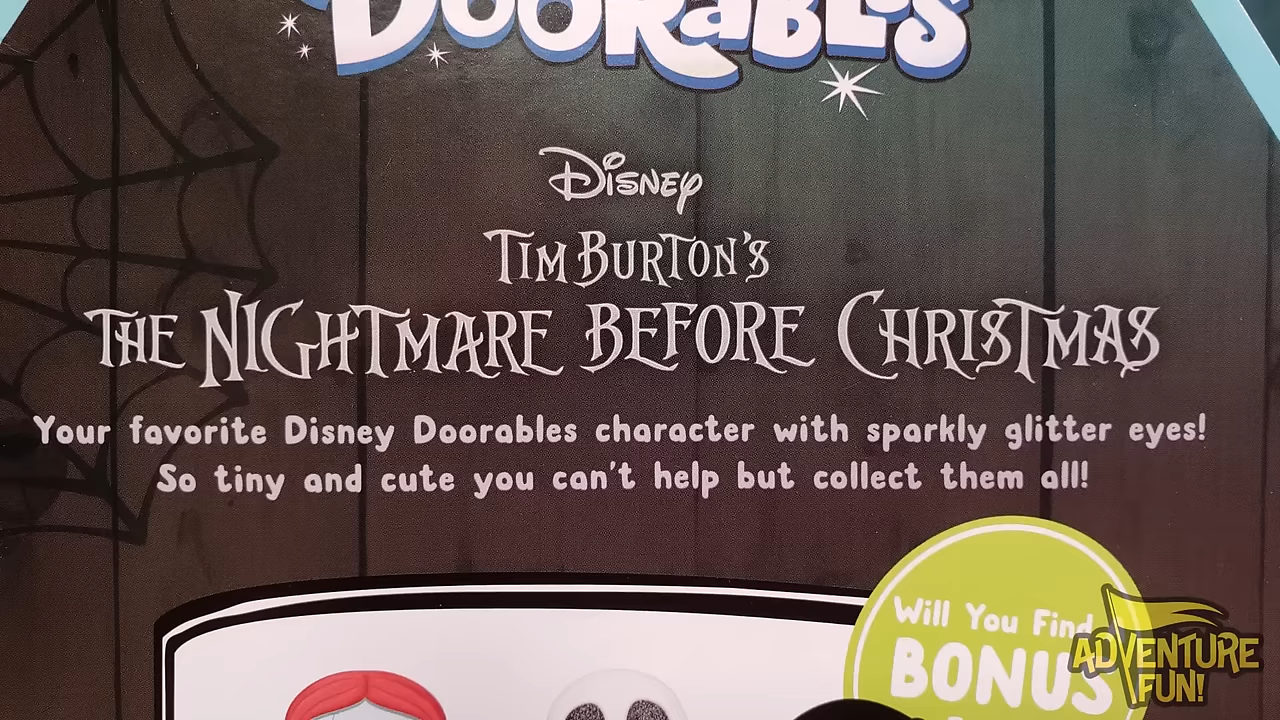 DOORABLES
DISNEY
TIM BURTON'S
THE NIGHTMARE BEFORE CHRISTMAS
Your favorite Disney Doorables character with sparkly glitter eyes!
So tiny and cute you can't help but collect them all!
Will You Find
BONUS
ADVENTURE
FUN!